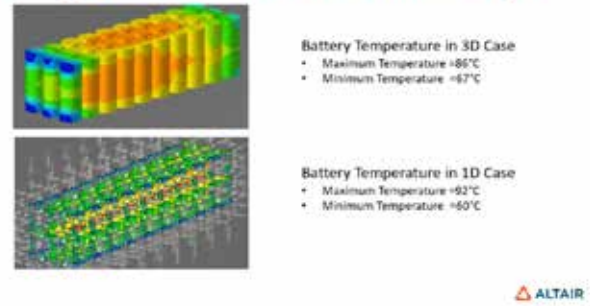 Battery Temperature in 3D Case
• Maximum Temperature =86°C
• Minimum Temperature =67°C
Battery Temperature in 1D Case
• Maximum Temperature =92°C
• Minimum Temperature =60°C
ALTAIR